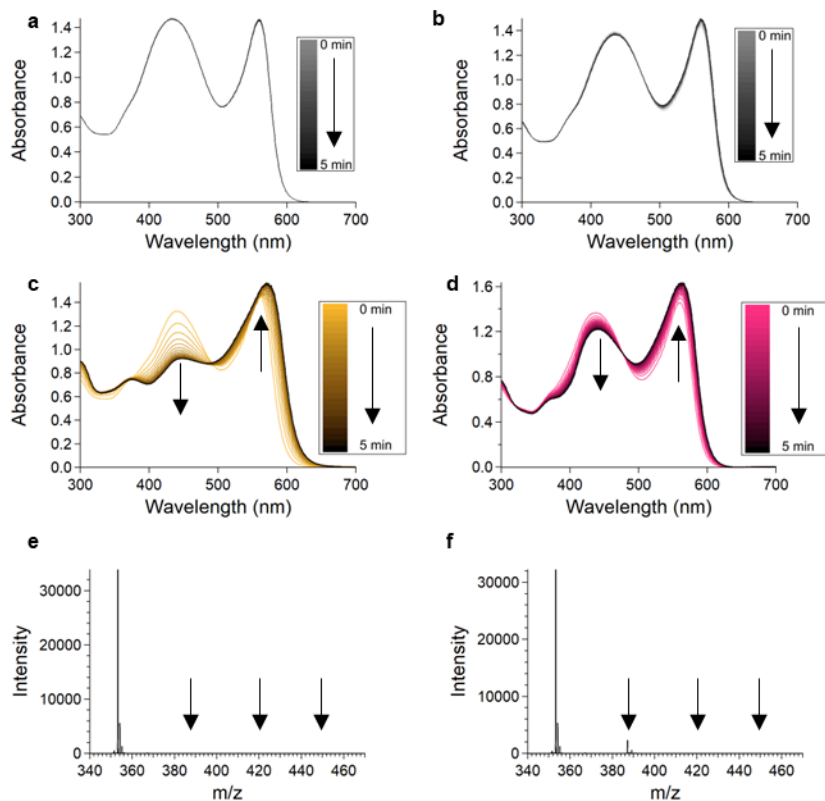 a
Absorbance
1.4
1.2
1.0
0.8
0.6
0.4
0.2
0.0
300 400 500 600 700
Wavelength (nm)
0 min
5 min
b
Absorbance
1.4
1.2
1.0
0.8
0.6
0.4
0.2
0.0
300 400 500 600 700
Wavelength (nm)
0 min
5 min
c
Absorbance
1.4
1.2
1.0
0.8
0.6
0.4
0.2
0.0
300 400 500 600 700
Wavelength (nm)
0 min
5 min
d
Absorbance
1.6
1.2
0.8
0.4
0.0
300 400 500 600 700
Wavelength (nm)
0 min
5 min
e
Intensity
30000
20000
10000
0
340 360 380 400 420 440 460
m/z
f
Intensity
30000
20000
10000
0
340 360 380 400 420 440 460
m/z